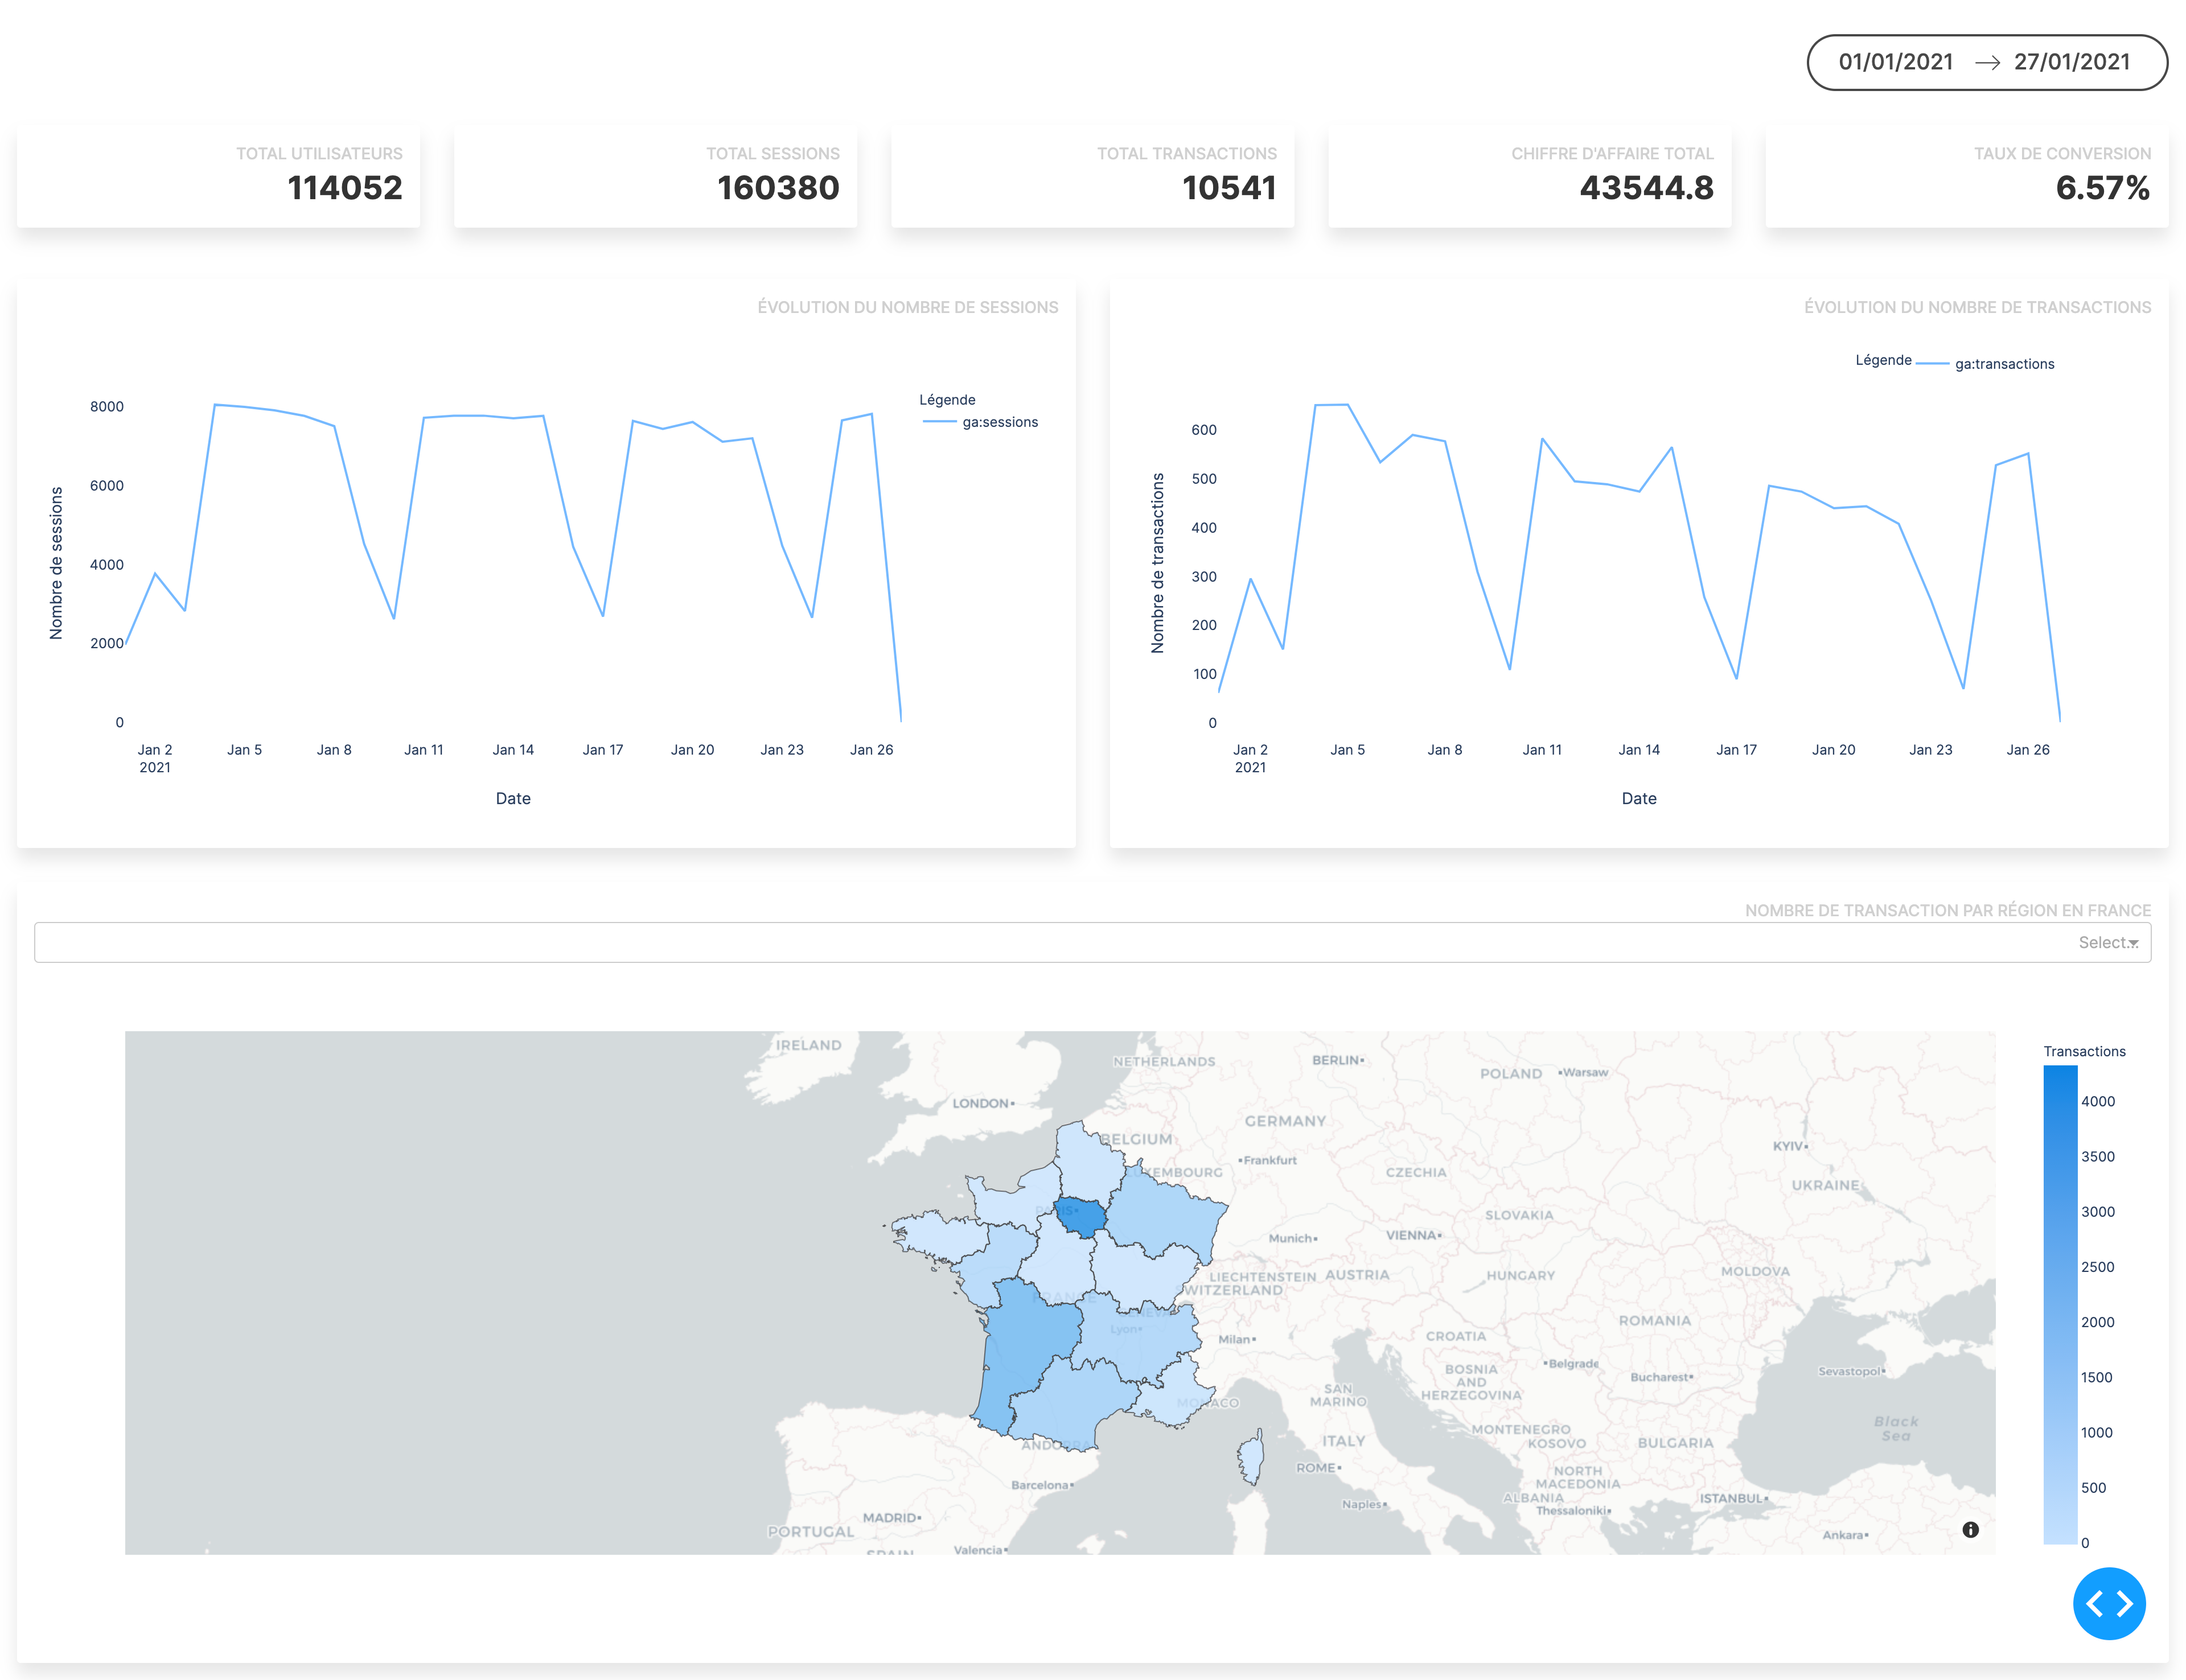 01/01/2021 → 27/01/2021
TOTAL UTILISATEURS
114052
TOTAL SESSIONS
160380
TOTAL TRANSACTIONS
10541
CHIFFRE D'AFFAIRE TOTAL
43544.8
TAUX DE CONVERSION
6.57%
ÉVOLUTION DU NOMBRE DE SESSIONS
Légende
ga:sessions
8000
6000
4000
2000
0
Nombre de sessions
Jan 2 Jan 5 Jan 8 Jan 11 Jan 14 Jan 17 Jan 20 Jan 23 Jan 26
2021
Date
ÉVOLUTION DU NOMBRE DE TRANSACTIONS
Légende ga:transactions
600
500
400
300
200
100
0
Nombre de transactions
Jan 2 Jan 5 Jan 8 Jan 11 Jan 14 Jan 17 Jan 20 Jan 23 Jan 26
2021
Date
NOMBRE DE TRANSACTION PAR RÉGION EN FRANCE
Select...
IRELAND
NETHERLANDS
BERLIN
POLAND
Warsaw
LONDON
GERMANY
BELGIUM
KYIV
Frankfurt
XEMBOURG
CZECHIA
UKRAINE
PARIS
SLOVAKIA
Munich
VIENNA
LIECHTENSTEIN
AUSTRIA
HUNGARY
MOLDOVA
WITZERLAND
FRANCE
GENEVA
Lyon
Milan
CROATIA
ROMANIA
BOSNIA
AND
HERZEGOVINA
Belgrade
Bucharest
Sevastopol
SAN
MARINO
MONACO
MONTENEGRO
KOSOVO
BULGARIA
Black
Sea
ANDORRA
ITALY
ROME
Barcelona
NORTH
MACEDONIA
ALBANIA
Thessaloniki
ISTANBUL
Naples
MADRID
PORTUGAL
Ankara
SPAIN
Valencia
Transactions
4000
3500
3000
2500
2000
1500
1000
500
0